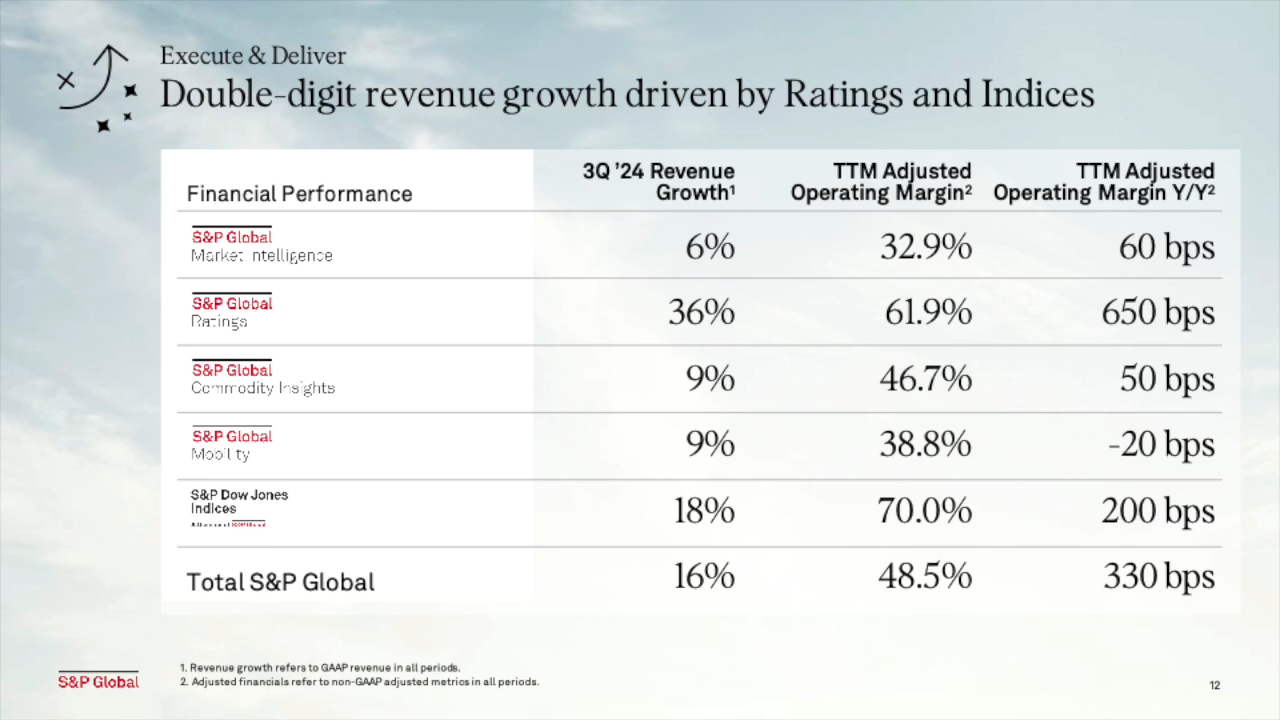 Execute & Deliver
Double-digit revenue growth driven by Ratings and Indices
Financial Performance
3Q ’24 Revenue Growth¹
TTM Adjusted Operating Margin²
TTM Adjusted Operating Margin Y/Y²
S&P Global
Market Intelligence
6% 32.9% 60 bps
S&P Global
Ratings
36% 61.9% 650 bps
S&P Global
Commodity Insights
9% 46.7% 50 bps
S&P Global
Mobility
9% 38.8% -20 bps
S&P Dow Jones
Indices
18% 70.0% 200 bps
Total S&P Global 16% 48.5% 330 bps
1. Revenue growth refers to GAAP revenue in all periods.
2. Adjusted financials refer to non-GAAP adjusted metrics in all periods.
S&P Global
12